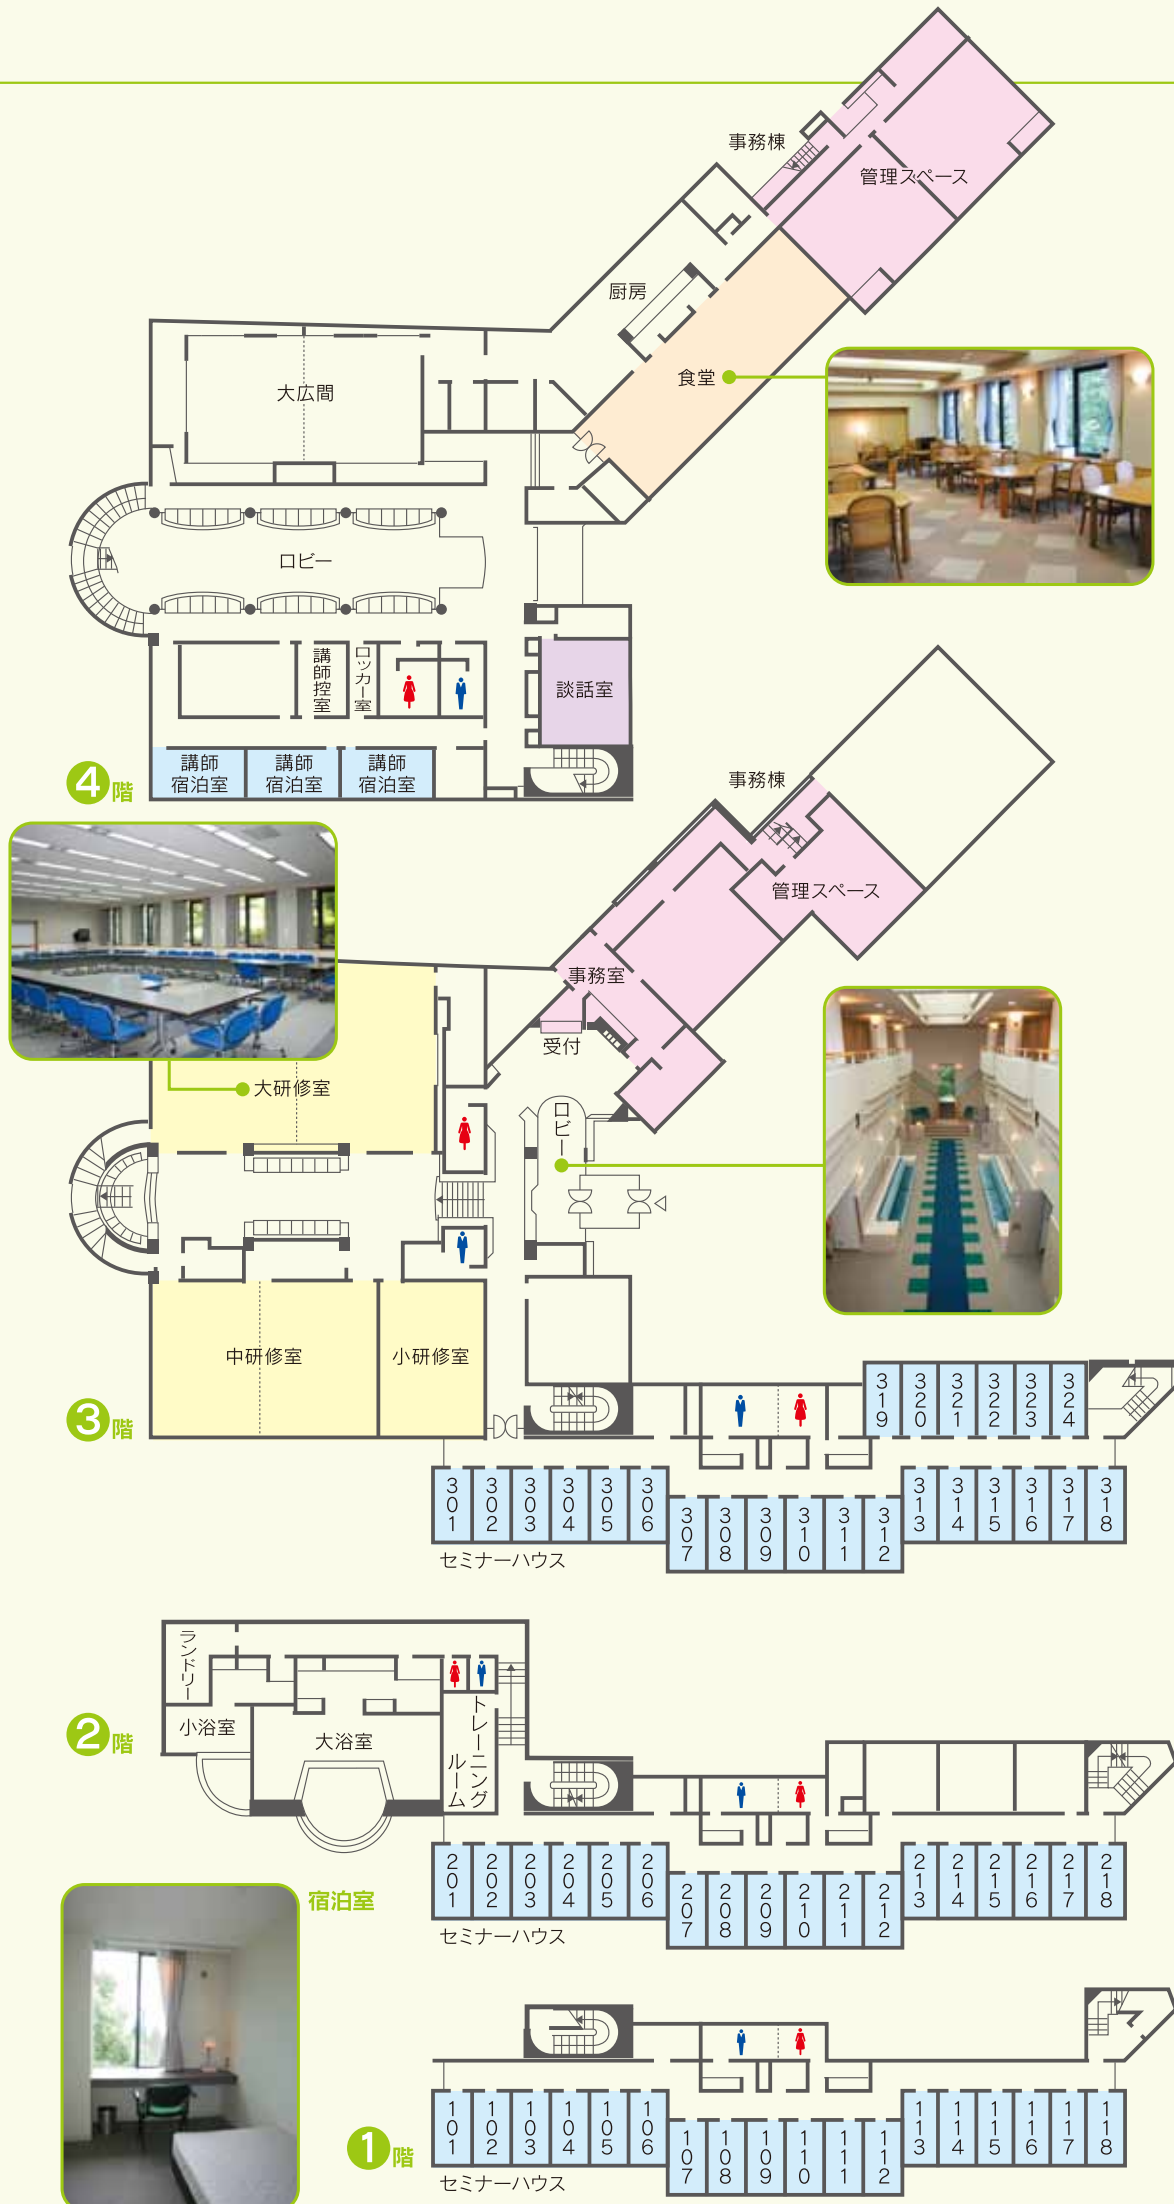 事務棟
管理スペース
厨房
食堂
大広間
ロビー
講師控室
ロッカー室
談話室
講師
宿泊室
講師
宿泊室
講師
宿泊室
4階
事務棟
管理スペース
事務室
受付
大研修室
ロビー
中研修室
小研修室
3階
319
320
321
322
323
324
301
302
303
304
305
306
307
308
309
310
311
312
313
314
315
316
317
318
セミナーハウス
ランドリー
小浴室
大浴室
トレーニング
ルーム
2階
201
202
203
204
205
206
207
208
209
210
211
212
213
214
215
216
217
218
セミナーハウス
宿泊室
1階
101
102
103
104
105
106
107
108
109
110
111
112
113
114
115
116
117
118
セミナーハウス